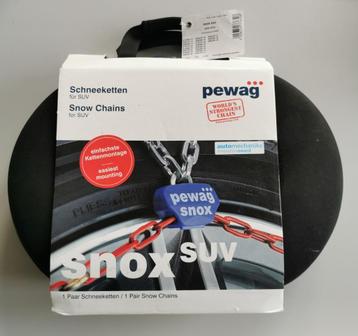 Schneeketten
für SUV
Snow Chains
for SUV
pewag
WORLD'S
STRONGEST
CHAIN
automechanika
einfachste
Kettenmontage
easiest
mounting
pewag
snox
snox SUV
1 Paar Schneeketten / 1 Pair Snow Chains